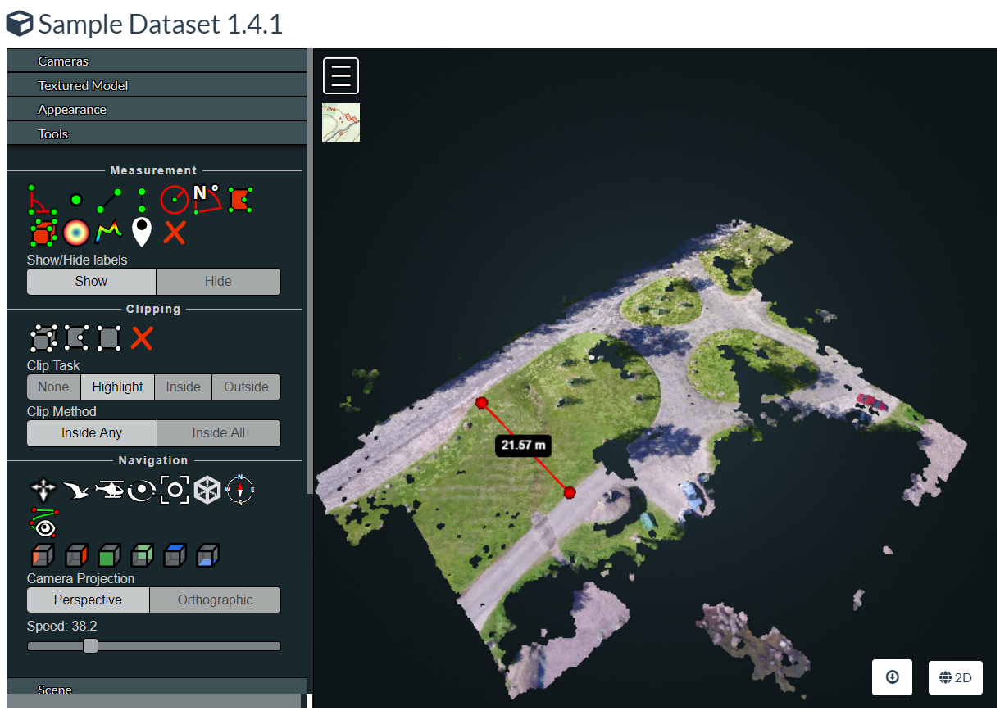 Sample Dataset 1.4.1
Cameras
Textured Model
Appearance
Tools
Measurement
N °
Show/Hide labels
Show Hide
Clipping
Clip Task
None Highlight Inside Outside
Clip Method
Inside Any Inside All
Navigation
N
W E
S
Camera Projection
Perspective Orthographic
Speed: 38.2
Scene
21.57 m
2D